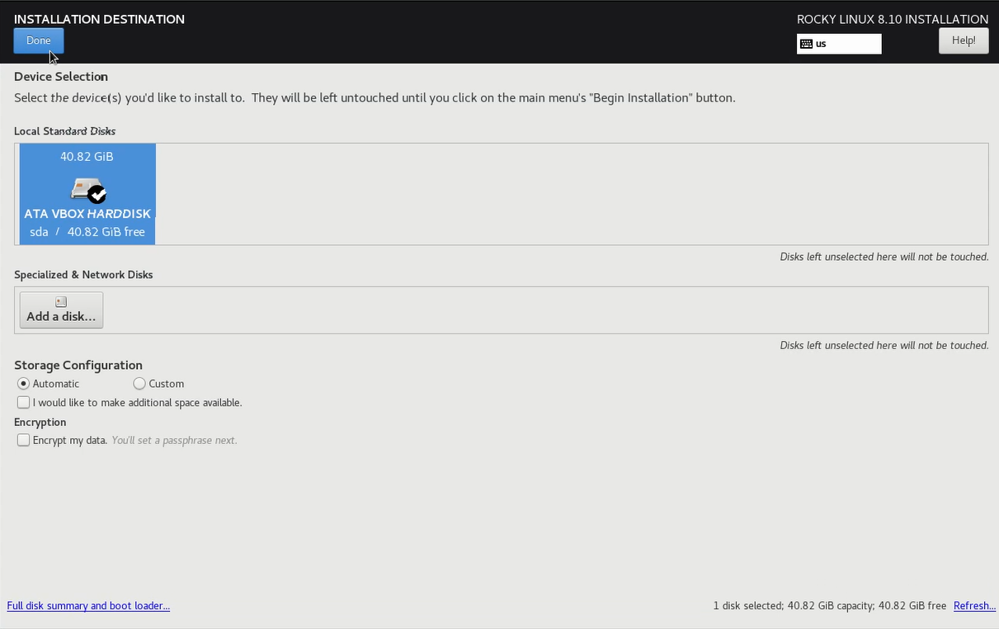 INSTALLATION DESTINATION
ROCKY LINUX 8.10 INSTALLATION
Done
us
Help!
Device Selection
Select the device(s) you'd like to install to. They will be left untouched until you click on the main menu's "Begin Installation" button.
Local Standard Disks
40.82 GiB
ATA VBOX HARDDISK
sda / 40.82 GiB free
Disks left unselected here will not be touched.
Specialized & Network Disks
Add a disk...
Disks left unselected here will not be touched.
Storage Configuration
Automatic Custom
I would like to make additional space available.
Encryption
Encrypt my data. You'll set a passphrase next.
Full disk summary and boot loader...
1 disk selected; 40.82 GiB capacity; 40.82 GiB free Refresh...